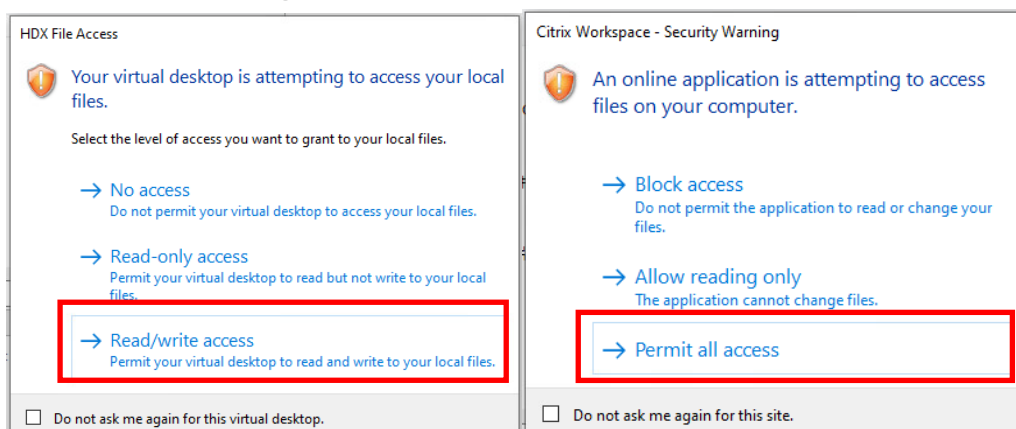 HDX File Access
Your virtual desktop is attempting to access your local
files.
Select the level of access you want to grant to your local files.
→ No access
Do not permit your virtual desktop to access your local files.
→ Read-only access
Permit your virtual desktop to read but not write to your local
files.
→ Read/write access
Permit your virtual desktop to read and write to your local files.
Do not ask me again for this virtual desktop.
Citrix Workspace - Security Warning
An online application is attempting to access
files on your computer.
→ Block access
Do not permit the application to read or change your
files.
→ Allow reading only
The application cannot change files.
→ Permit all access
Do not ask me again for this site.